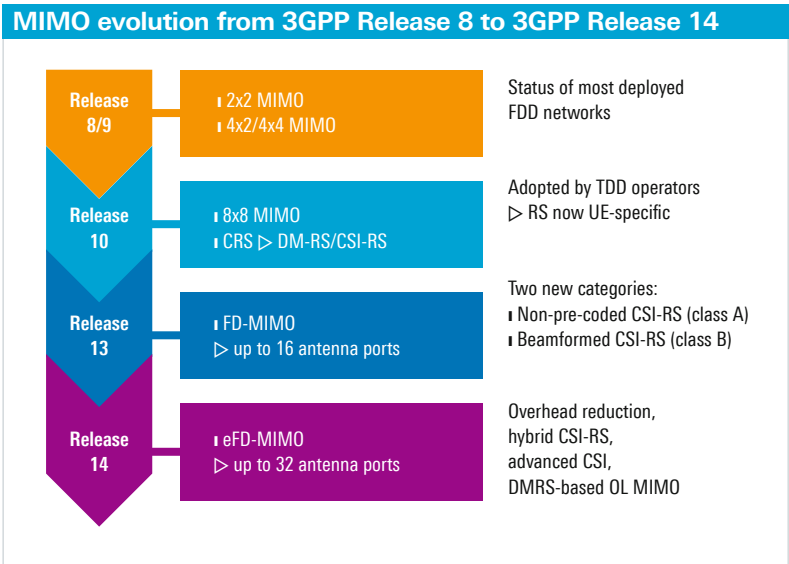 MIMO evolution from 3GPP Release 8 to 3GPP Release 14
Release
8/9
ı 2x2 MIMO
ı 4x2/4x4 MIMO
Status of most deployed
FDD networks
Release
10
ı 8x8 MIMO
ı CRS ▷ DM-RS/CSI-RS
Adopted by TDD operators
▷ RS now UE-specific
Release
13
ı FD-MIMO
▷ up to 16 antenna ports
Two new categories:
ı Non-pre-coded CSI-RS (class A)
ı Beamformed CSI-RS (class B)
Release
14
ı eFD-MIMO
▷ up to 32 antenna ports
Overhead reduction,
hybrid CSI-RS,
advanced CSI,
DMRS-based OL MIMO